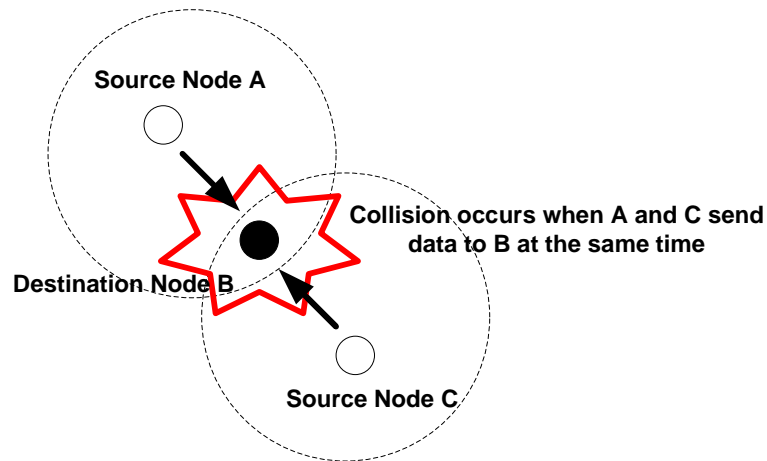 Source Node A
Collision occurs when A and C send
data to B at the same time
Destination Node B
Source Node C